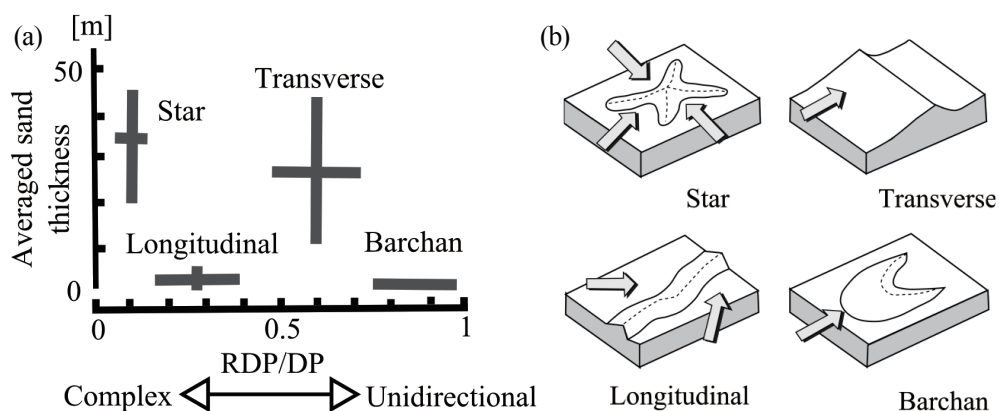 (a)
[m]
50
0
Averaged sand
thickness
Star
Transverse
Longitudinal
Barchan
0
0.5
1
RDP/DP
Complex
Unidirectional
(b)
Star
Transverse
Longitudinal
Barchan